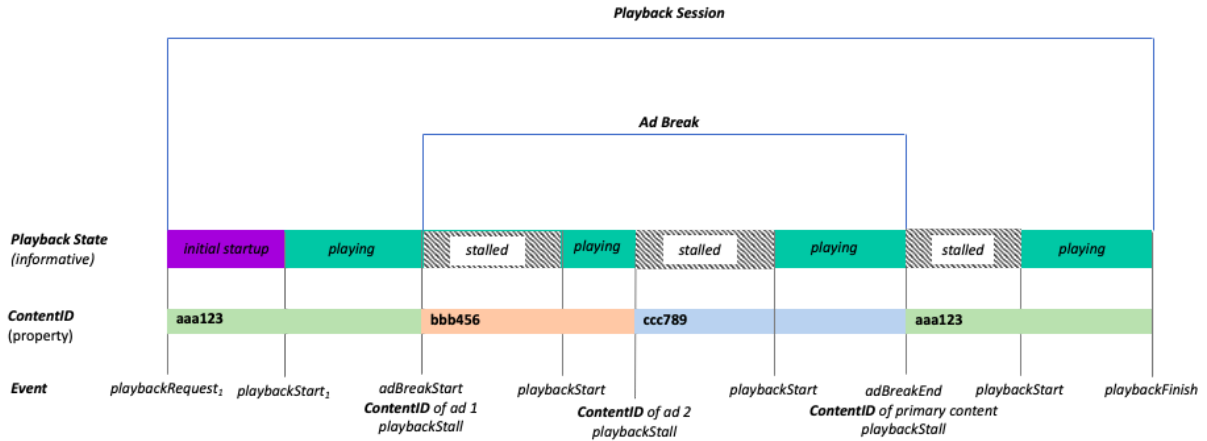 Playback Session
Ad Break
Playback State
(informative)
initial startup
playing
stalled
playing
stalled
playing
stalled
playing
ContentID
(property)
aaa123
bbb456
ccc789
aaa123
Event
playbackRequest₁
playbackStart₁
adBreakStart
ContentID of ad 1
playbackStall
playbackStart
ContentID of ad 2
playbackStall
playbackStart
adBreakEnd
ContentID of primary content
playbackStall
playbackStart
playbackFinish